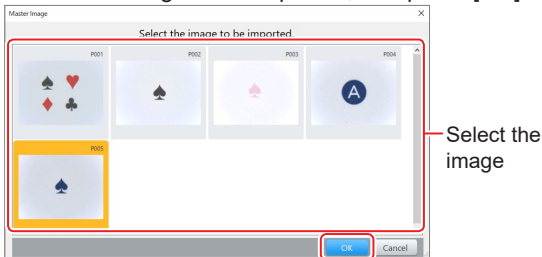 Master Image
Select the image to be imported
P001 P002 P003 P004
A
P005
Select the
image
OK Cancel